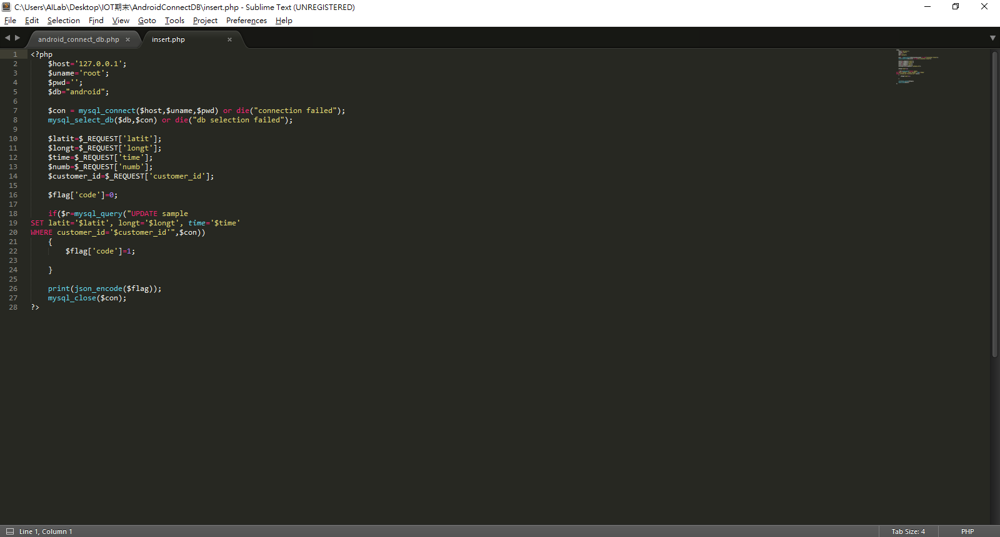 C:\Users\AILab\Desktop\IOT期末\AndroidConnectDB\insert.php - Sublime Text (UNREGISTERED)
File Edit Selection Find View Goto Tools Project Preferences Help
android_connect_db.php × insert.php ×
1 <?php
2     $host='127.0.0.1';
3     $uname='root';
4     $pwd='';
5     $db="android";
6
7     $con = mysql_connect($host,$uname,$pwd) or die("connection failed");
8     mysql_select_db($db,$con) or die("db selection failed");
9
10     $latit=$_REQUEST['latit'];
11     $longt=$_REQUEST['longt'];
12     $time=$_REQUEST['time'];
13     $numb=$_REQUEST['numb'];
14     $customer_id=$_REQUEST['customer_id'];
15
16     $flag['code']=0;
17
18     if($r=mysql_query("UPDATE sample
19 SET latit='$latit', longt='$longt', time='$time'
20 WHERE customer_id='$customer_id'",$con))
21     {
22         $flag['code']=1;
23
24     }
25
26     print(json_encode($flag));
27     mysql_close($con);
28 ?>
Line 1, Column 1 Tab Size: 4 PHP